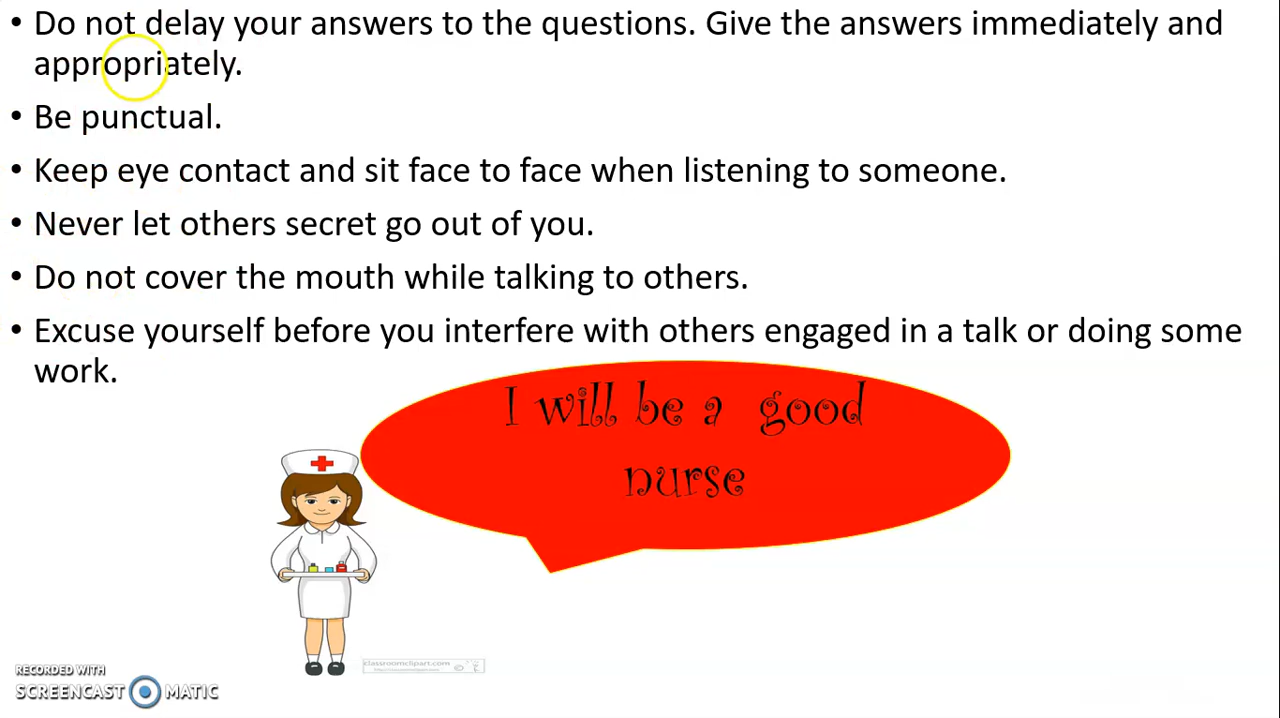 • Do not delay your answers to the questions. Give the answers immediately and
appropriately.
• Be punctual.
• Keep eye contact and sit face to face when listening to someone.
• Never let others secret go out of you.
• Do not cover the mouth while talking to others.
• Excuse yourself before you interfere with others engaged in a talk or doing some
work.
I will be a good
nurse
classroomclipart.com
RECORDED WITH
SCREENCAST MATIC